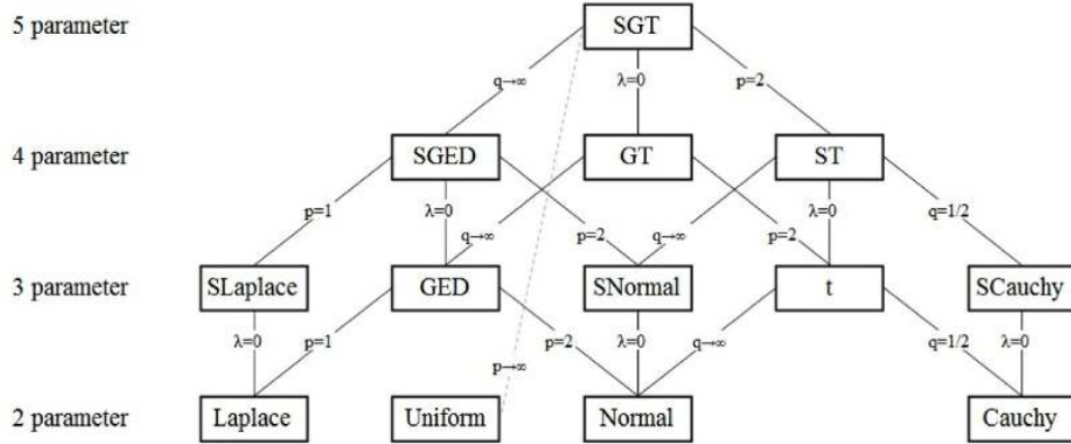 5 parameter SGT
q→∞ λ=0 p=2
4 parameter SGED GT ST
p=1 λ=0 q→∞ p=2 q→∞ p=2 λ=0 q=1/2
3 parameter SLaplace GED SNormal t SCauchy
λ=0 p=1 p=2 λ=0 q→∞ q=1/2 λ=0
p→∞
2 parameter Laplace Uniform Normal Cauchy